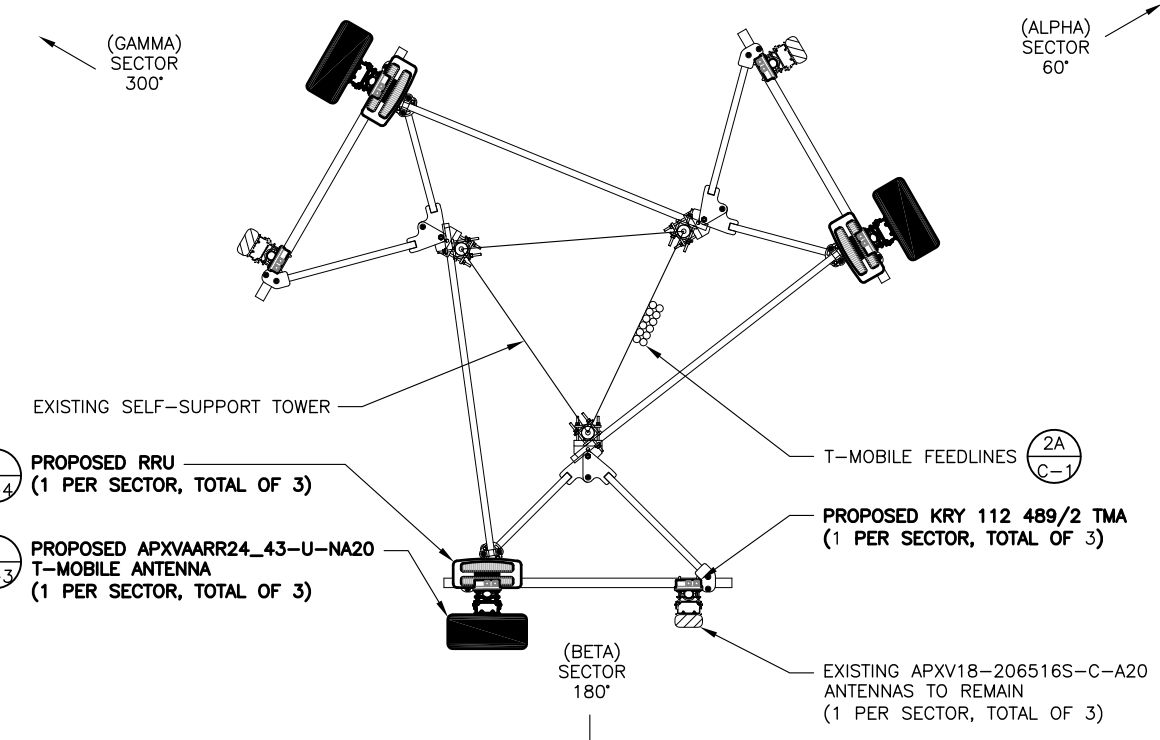 (GAMMA)
SECTOR
300°
(ALPHA)
SECTOR
60°
EXISTING SELF-SUPPORT TOWER
PROPOSED RRU
(1 PER SECTOR, TOTAL OF 3)
4
PROPOSED APXVAARR24_43-U-NA20
T-MOBILE ANTENNA
(1 PER SECTOR, TOTAL OF 3)
3
T-MOBILE FEEDLINES
2A
C-1
PROPOSED KRY 112 489/2 TMA
(1 PER SECTOR, TOTAL OF 3)
(BETA)
SECTOR
180°
EXISTING APXV18-206516S-C-A20
ANTENNAS TO REMAIN
(1 PER SECTOR, TOTAL OF 3)